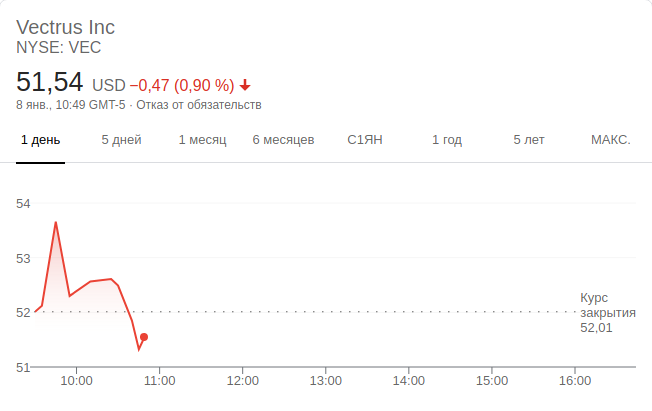 Vectrus Inc
NYSE: VEC
51,54 USD −0,47 (0,90 %) ↓
8 янв., 10:49 GMT-5 · Отказ от обязательств
1 день 5 дней 1 месяц 6 месяцев С1ЯН 1 год 5 лет МАКС.
54
53
52
51
Курс
закрытия
52,01
10:00 11:00 12:00 13:00 14:00 15:00 16:00